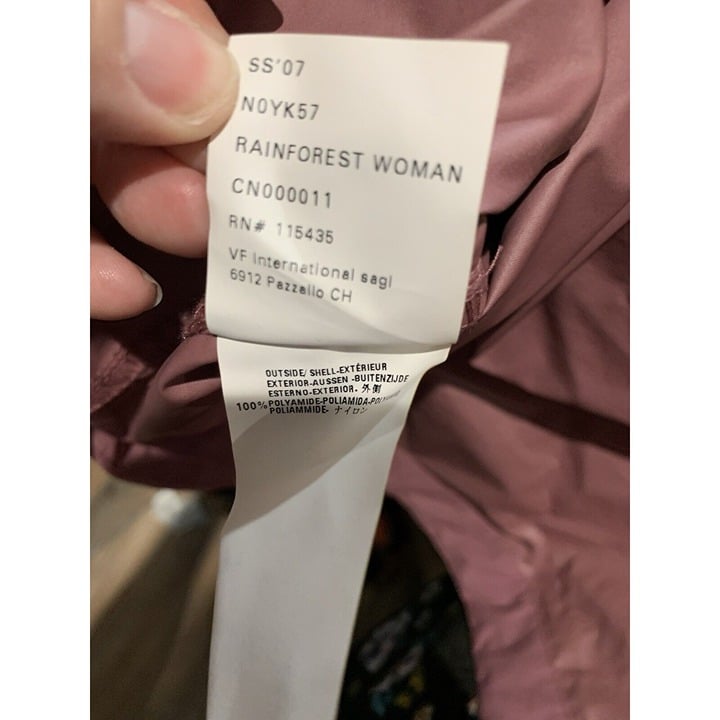 SS'07
N0YK57
RAINFOREST WOMAN
CN000011
RN# 115435
VF International sagl
6912 Pazzallo CH
OUTSIDE/ SHELL-EXTÉRIEUR
EXTERIOR-AUSSEN -BUITENZIJDE
ESTERNO-EXTERIOR- 外側
100% POLYAMIDE-POLIAMIDA-
POLIAMMIDE- ナイロン